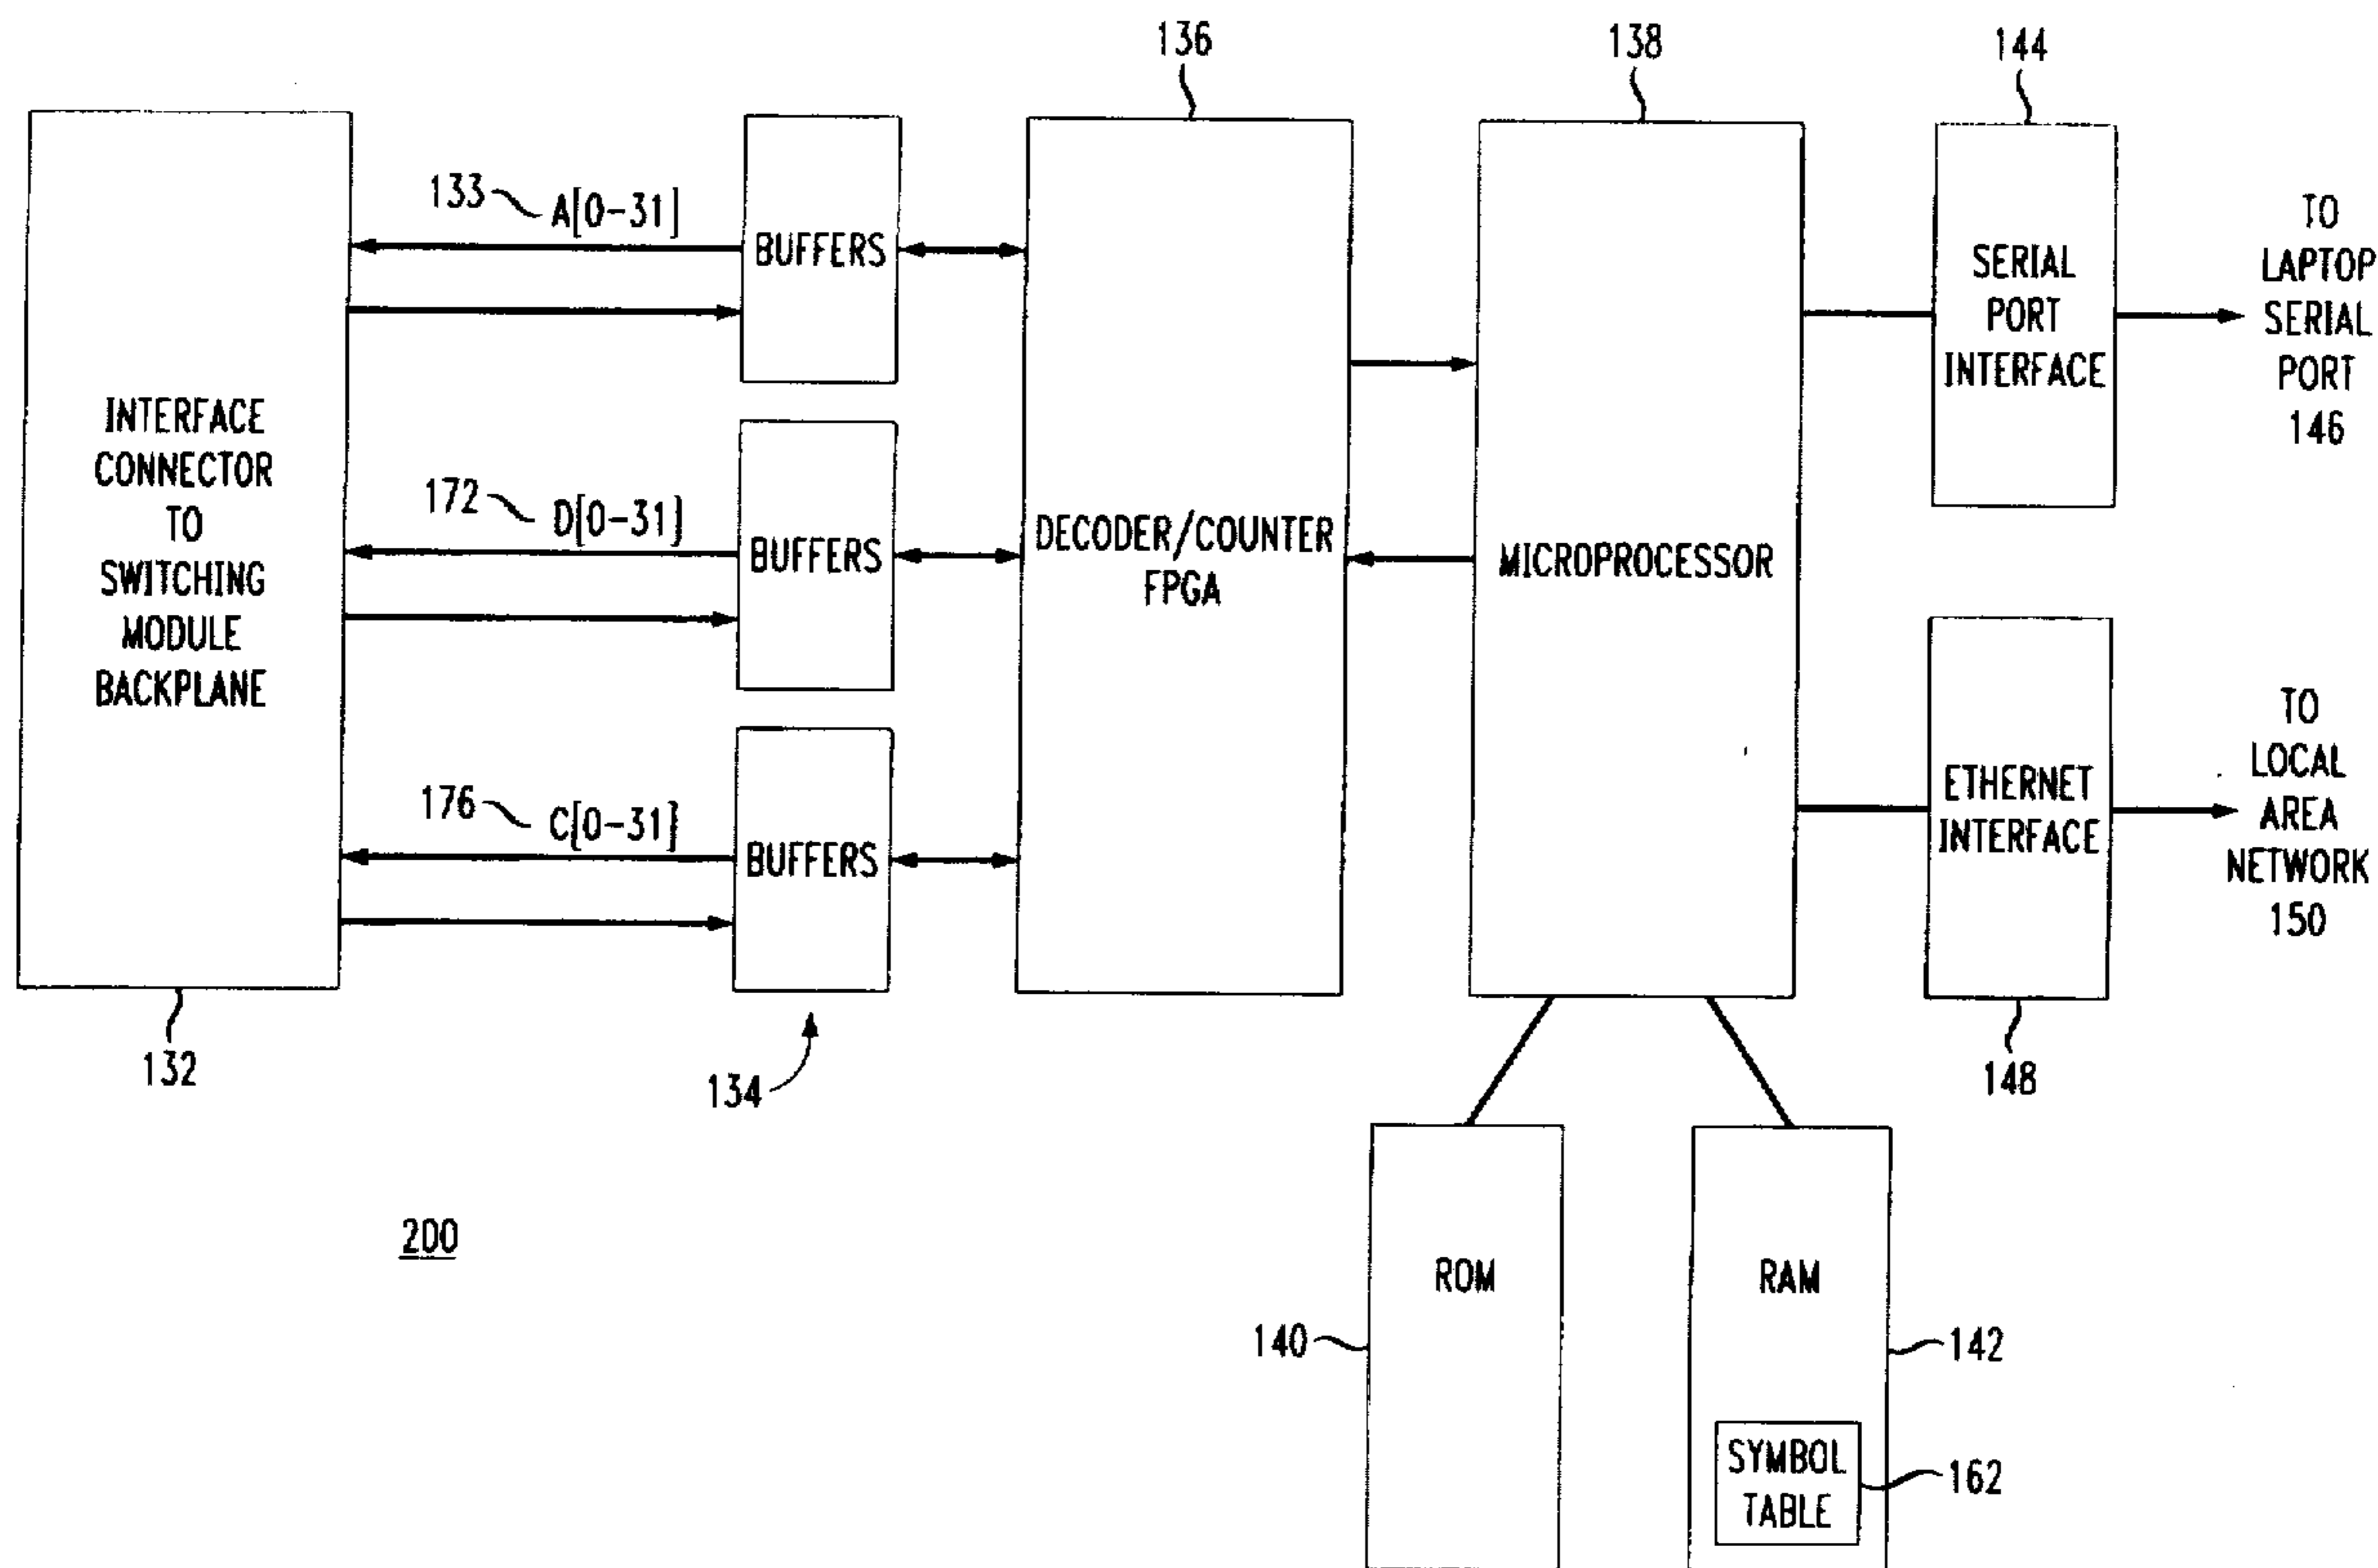 136
138
144
133
A[0-31]
BUFFERS
172
D[0-31]
BUFFERS
176
C[0-31]
BUFFERS
INTERFACE
CONNECTOR
TO
SWITCHING
MODULE
BACKPLANE
DECODER/COUNTER
FPGA
MICROPROCESSOR
SERIAL
PORT
INTERFACE
TO
LAPTOP
SERIAL
PORT
146
ETHERNET
INTERFACE
TO
LOCAL
AREA
NETWORK
150
132
134
148
200
ROM
RAM
140
142
SYMBOL
TABLE
162